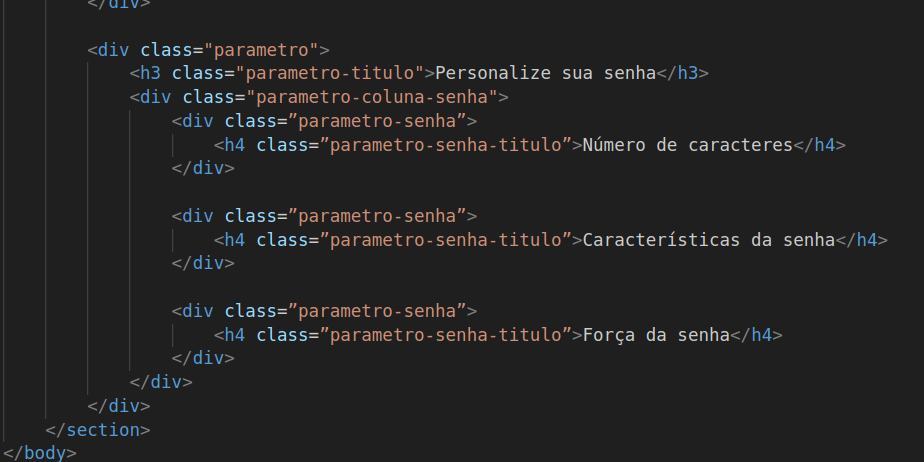 </div>
<div class="parametro">
<h3 class="parametro-titulo">Personalize sua senha</h3>
<div class="parametro-coluna-senha">
<div class=”parametro-senha”>
<h4 class=”parametro-senha-titulo”>Número de caracteres</h4>
</div>
<div class=”parametro-senha”>
<h4 class=”parametro-senha-titulo”>Características da senha</h4>
</div>
<div class=”parametro-senha”>
<h4 class=”parametro-senha-titulo”>Força da senha</h4>
</div>
</div>
</div>
</section>
</body>